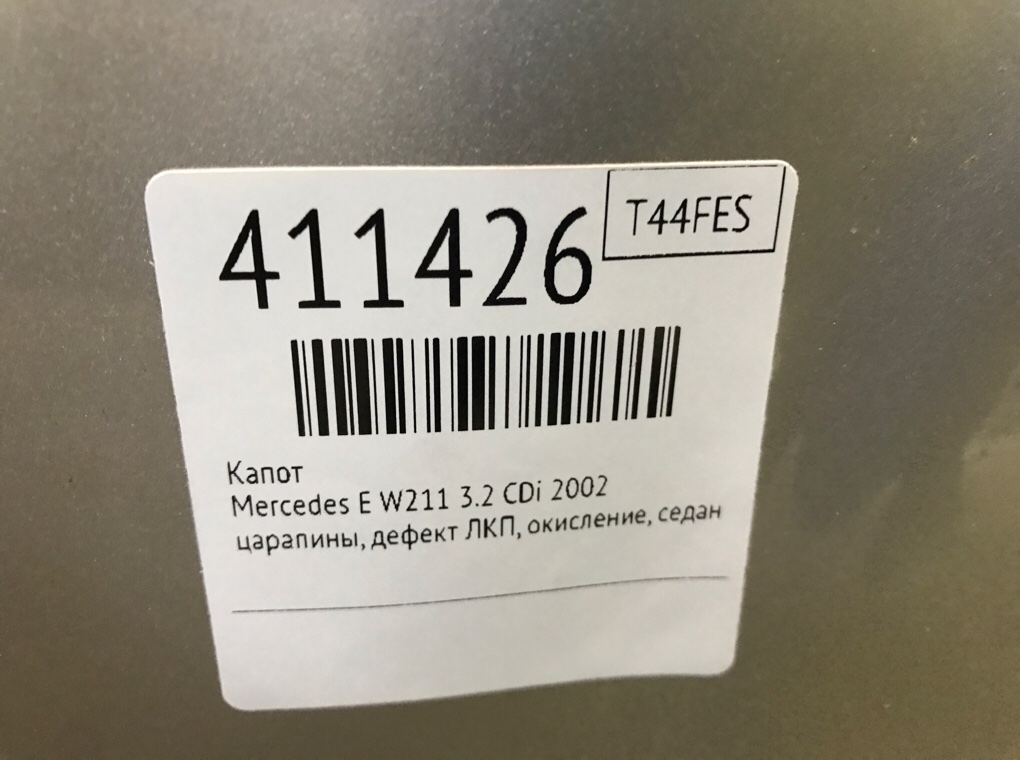 411426
T44FES
Капот
Mercedes E W211 3.2 CDi 2002
царапины, дефект ЛКП, окисление, седан